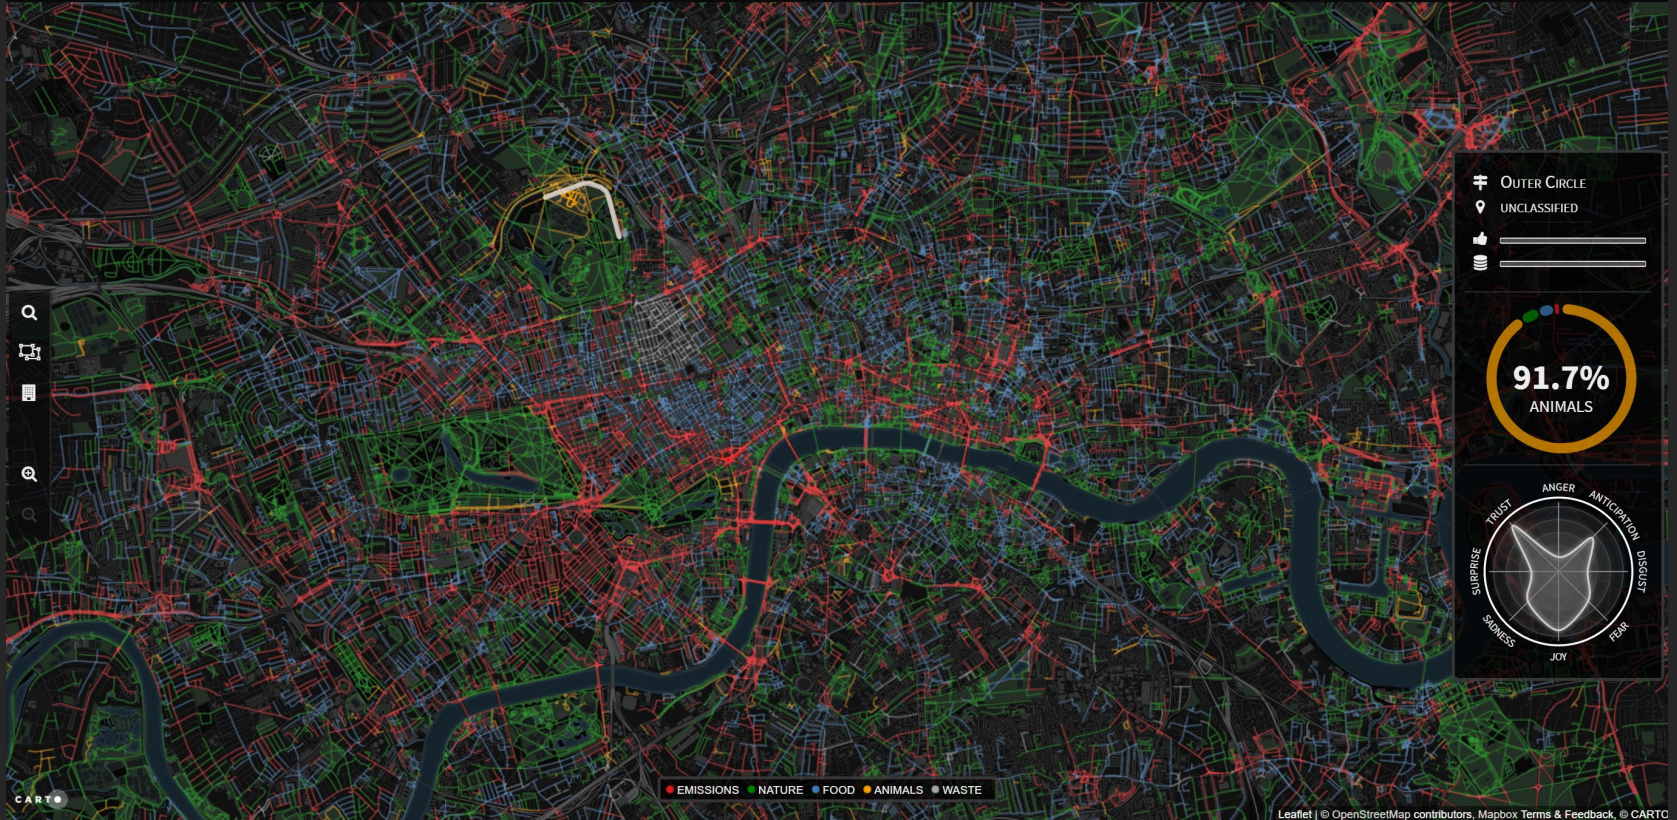 OUTER CIRCLE
UNCLASSIFIED
91.7%
ANIMALS
ANGER
ANTICIPATION
DISGUST
FEAR
JOY
SADNESS
SURPRISE
TRUST
EMISSIONS NATURE FOOD ANIMALS WASTE
CARTO
Leaflet | © OpenStreetMap contributors, Mapbox Terms & Feedback, © CARTO